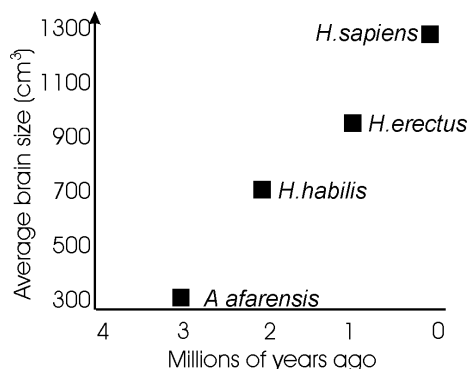 Average brain size (cm³)
1300
1100
900
700
500
300
H.sapiens
H.erectus
H.habilis
A afarensis
4 3 2 1 0
Millions of years ago